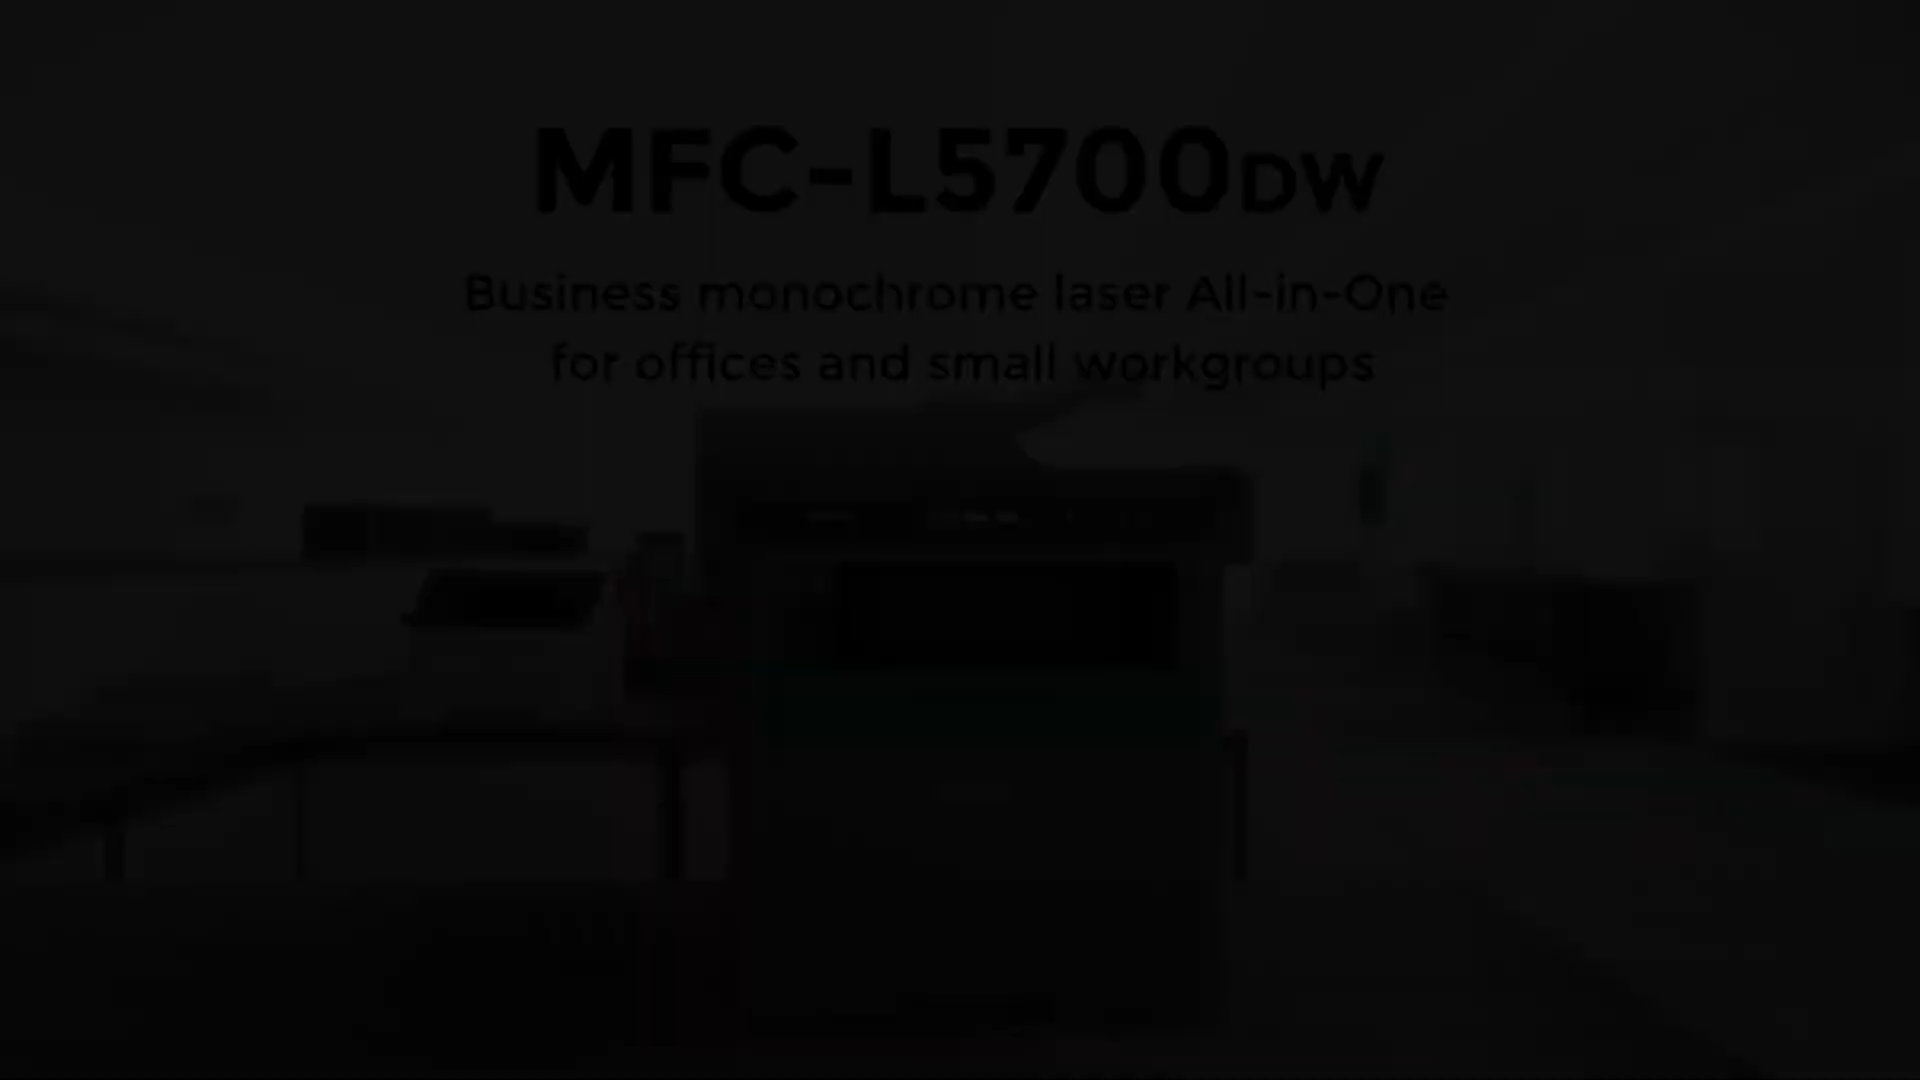 MFC-L5700DW
Business monochrome laser All-in-One
for offices and small workgroups